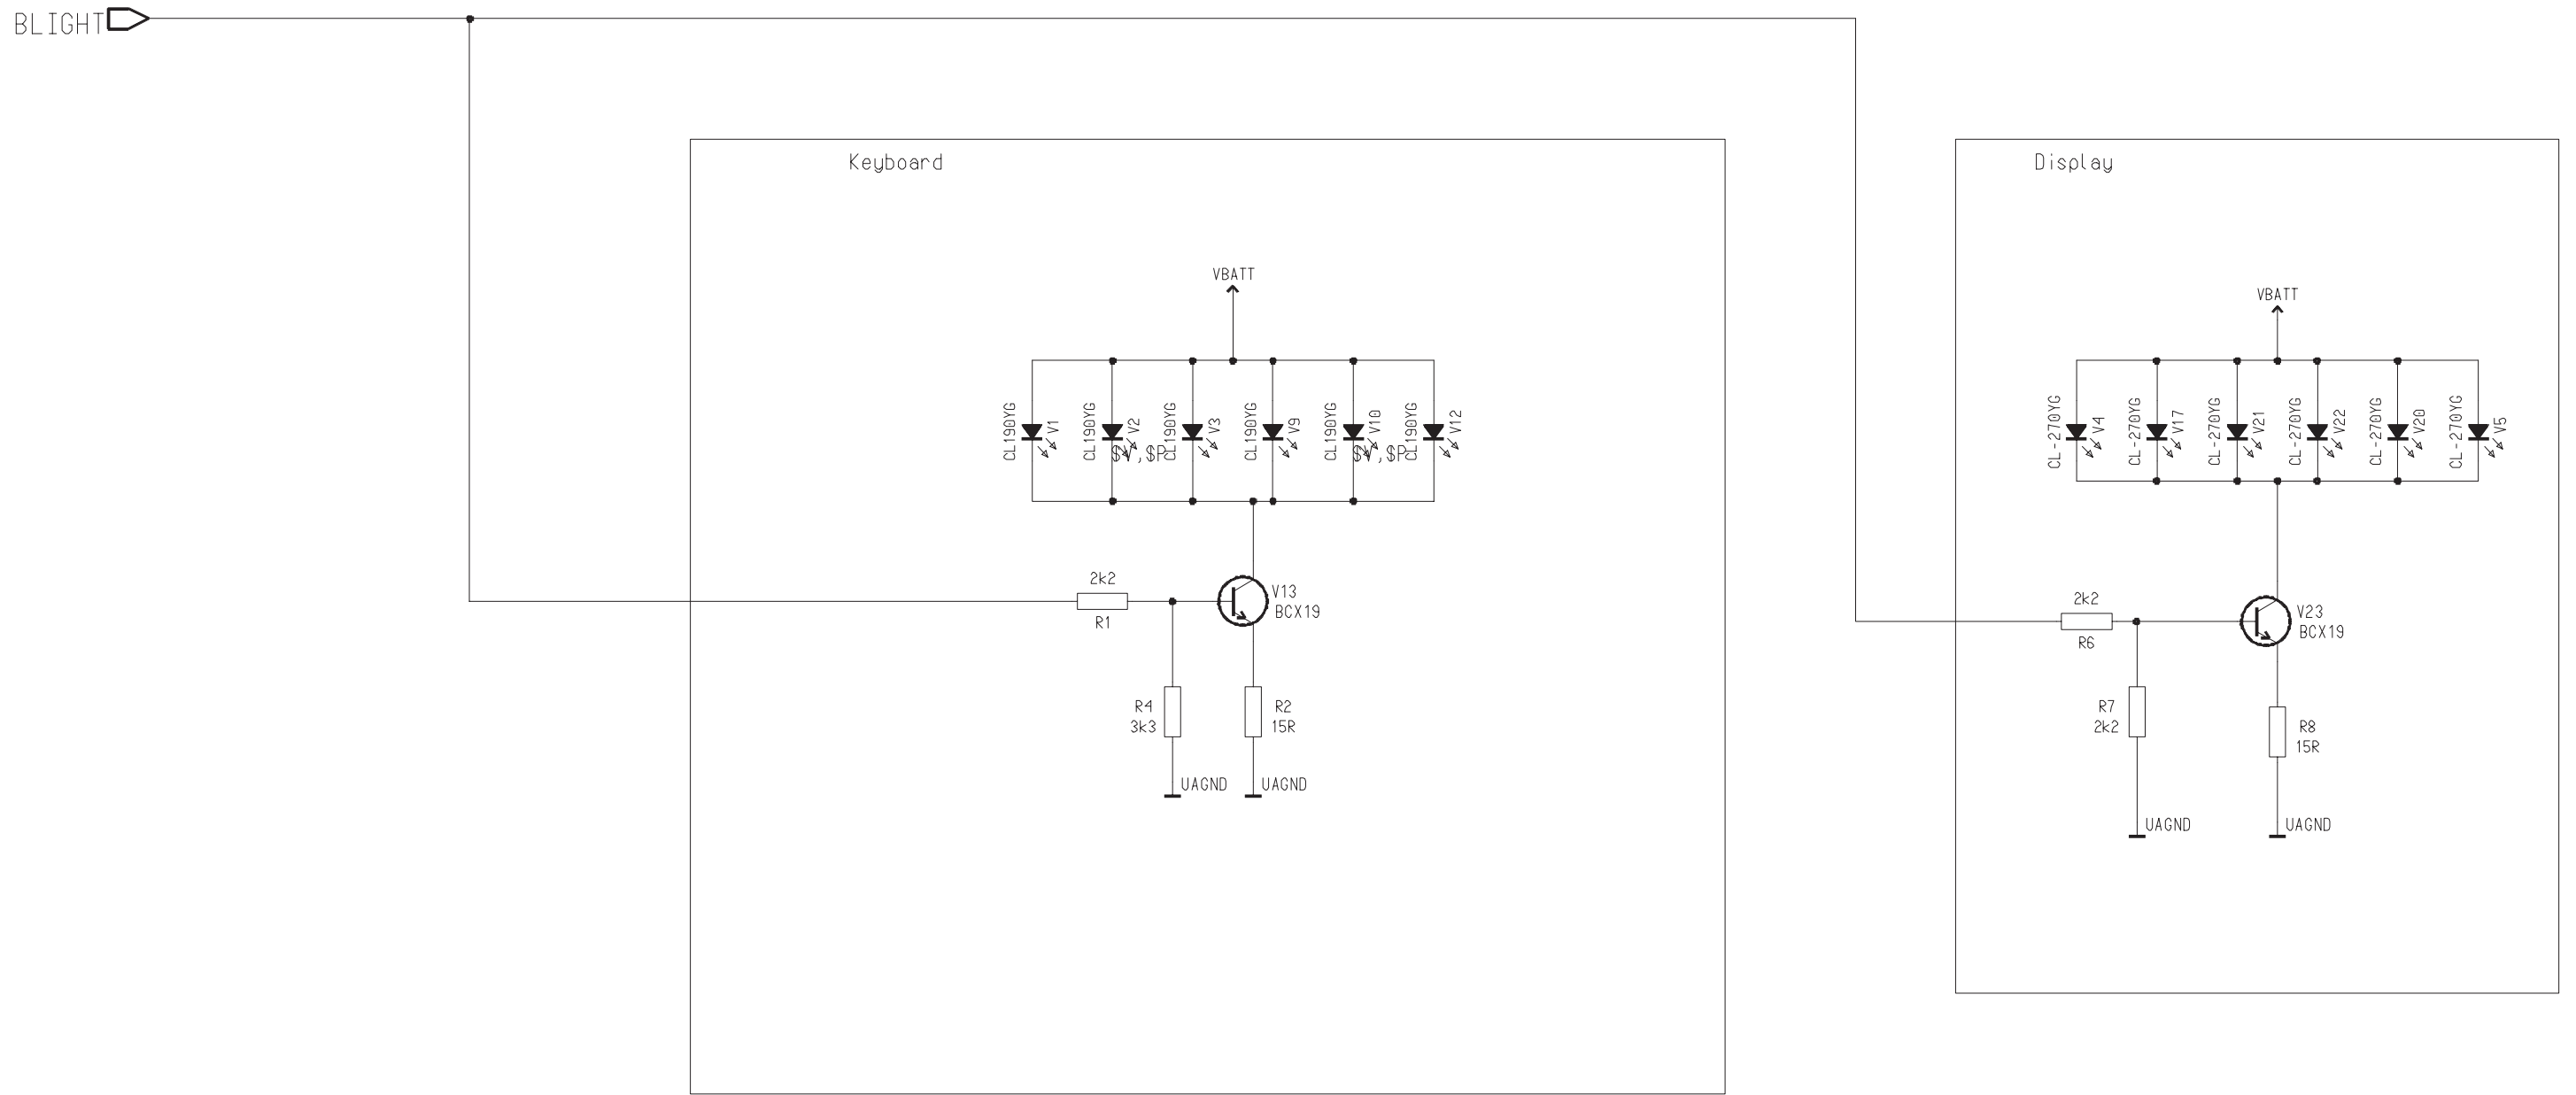 BLIGHT
Keyboard
VBATT
CL190YG
V1
CL190YG
V2
$V,$P
CL190YG
V3
CL190YG
V9
CL190YG
V10
$V,$P
CL190YG
V12
2k2
R1
V13
BCX19
R4
3k3
R2
15R
UAGND
UAGND
Display
VBATT
CL-270YG
V4
CL-270YG
V17
CL-270YG
V21
CL-270YG
V22
CL-270YG
V20
CL-270YG
V5
2k2
R6
V23
BCX19
R7
2k2
R8
15R
UAGND
UAGND